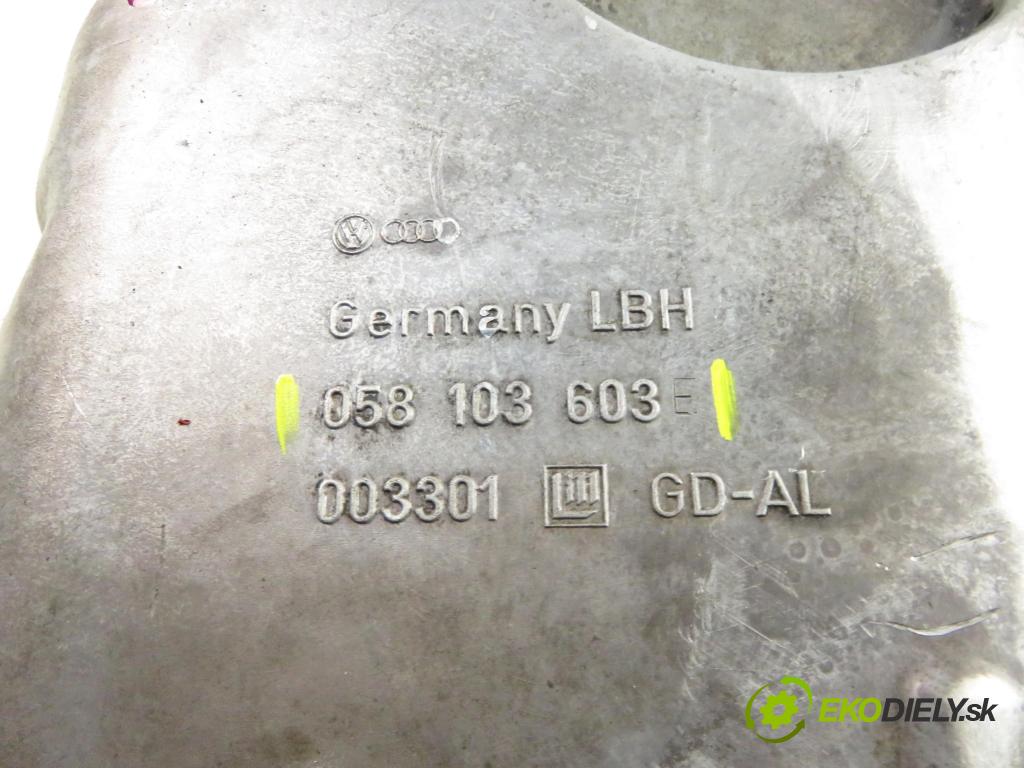 Germany LBH
058 103 603 E
003301 GD-AL
EKODIELY.sk